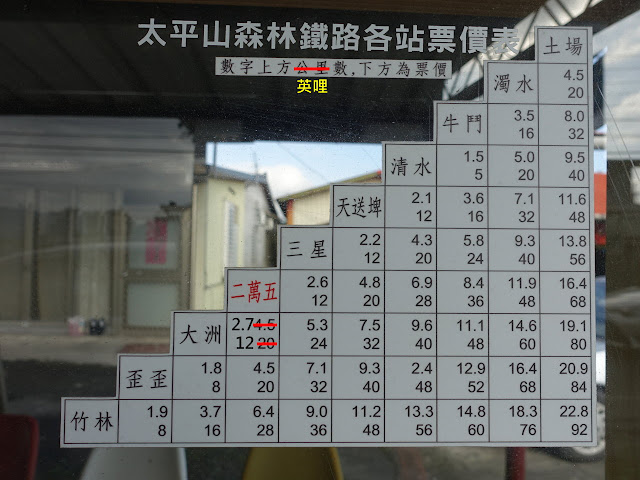 太平山森林鐵路各站票價表
數字上方公里數,下方為票價
英哩
土場
濁水 4.5
20
牛鬥 3.5 8.0
16 32
清水 1.5 5.0 9.5
5 20 40
天送埤 2.1 3.6 7.1 11.6
12 16 32 48
三星 2.2 4.3 5.8 9.3 13.8
12 20 24 40 56
二萬五 2.6 4.8 6.9 8.4 11.9 16.4
12 20 28 36 48 68
大洲 2.7 4.5 5.3 7.5 9.6 11.1 14.6 19.1
12 20 24 32 40 48 60 80
歪歪 1.8 4.5 7.1 9.3 2.4 12.9 16.4 20.9
8 20 32 40 48 52 68 84
竹林 1.9 3.7 6.4 9.0 11.2 13.3 14.8 18.3 22.8
8 16 28 36 48 56 60 76 92